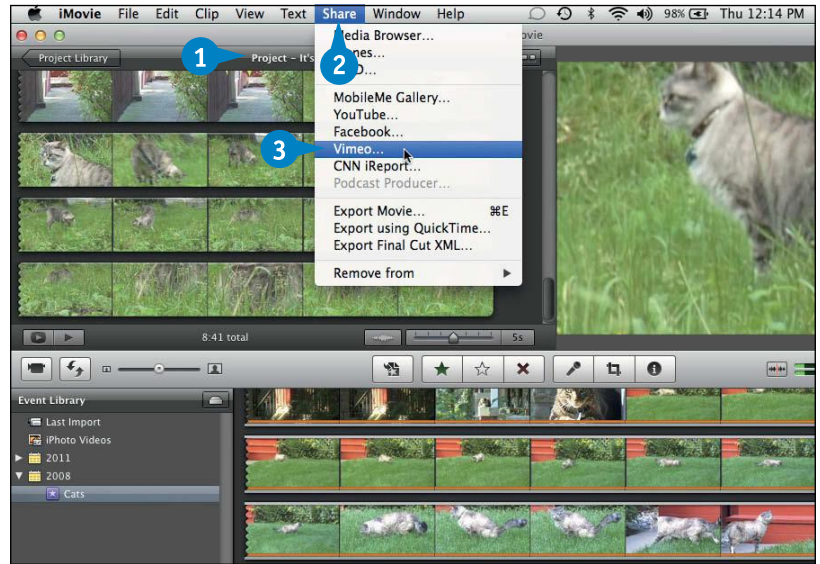 iMovie File Edit Clip View Text Share Window Help 98% Thu 12:14 PM
Project Library
1
Project - It's
2
3
Media Browser...
MobileMe Gallery...
YouTube...
Facebook...
Vimeo...
CNN iReport...
Podcast Producer...
Export Movie... ⌘E
Export using QuickTime...
Export Final Cut XML...
Remove from
8:41 total
5s
Event Library
Last Import
iPhoto Videos
2011
2008
Cats